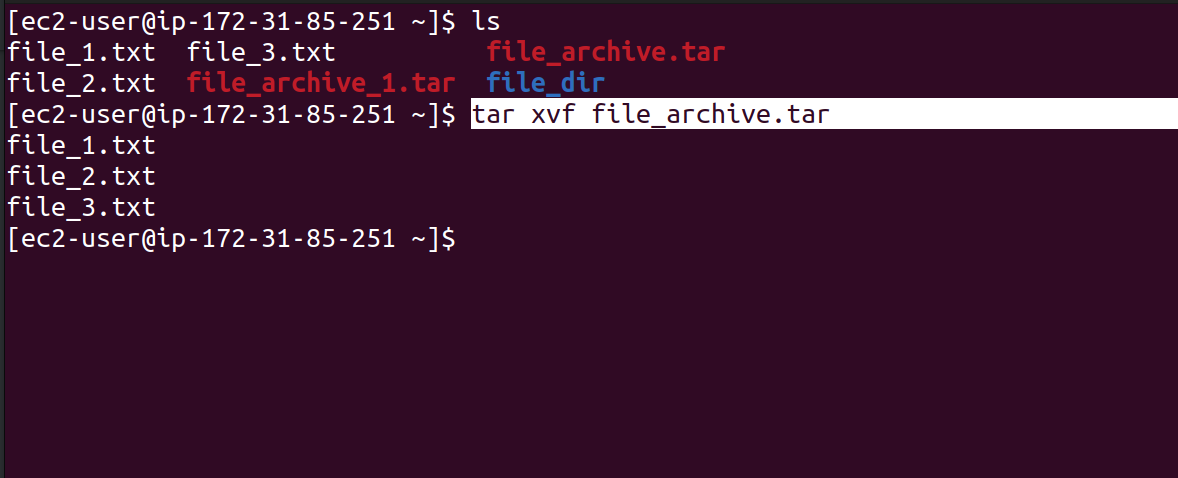 [ec2-user@ip-172-31-85-251 ~]$ ls
file_1.txt  file_3.txt          file_archive.tar
file_2.txt  file_archive_1.tar  file_dir
[ec2-user@ip-172-31-85-251 ~]$ tar xvf file_archive.tar
file_1.txt
file_2.txt
file_3.txt
[ec2-user@ip-172-31-85-251 ~]$